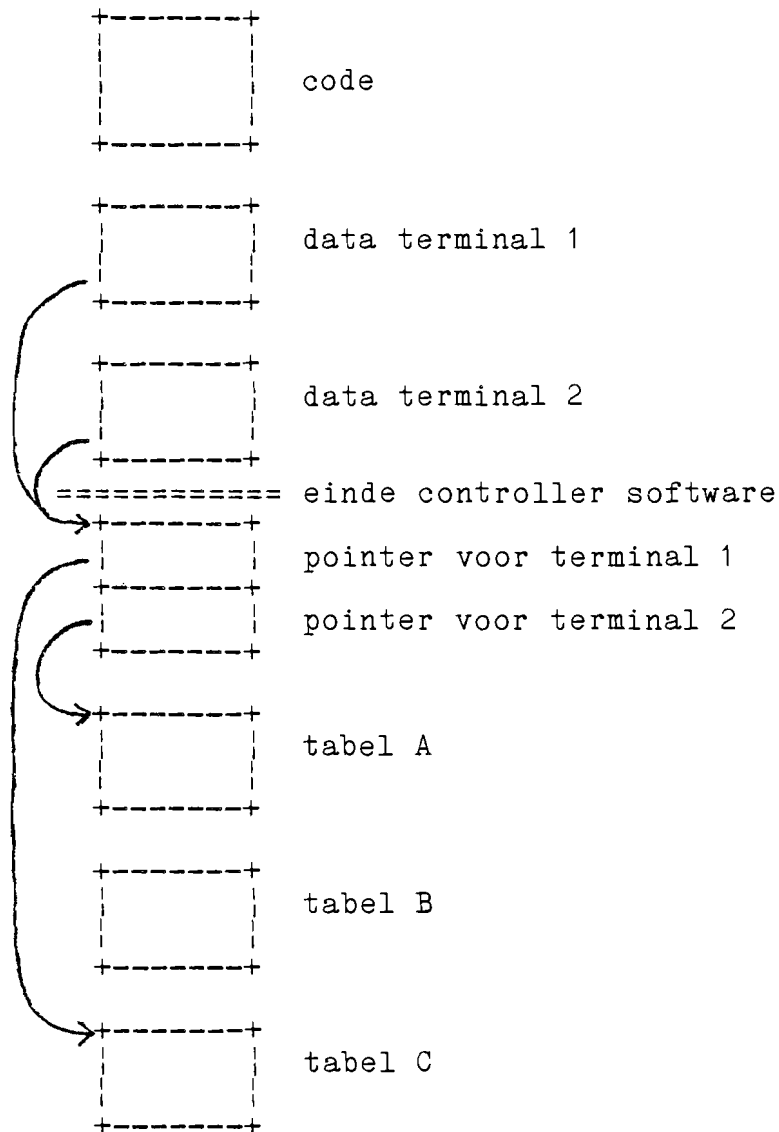 code
data terminal 1
data terminal 2
========== einde controller software
pointer voor terminal 1
pointer voor terminal 2
tabel A
tabel B
tabel C